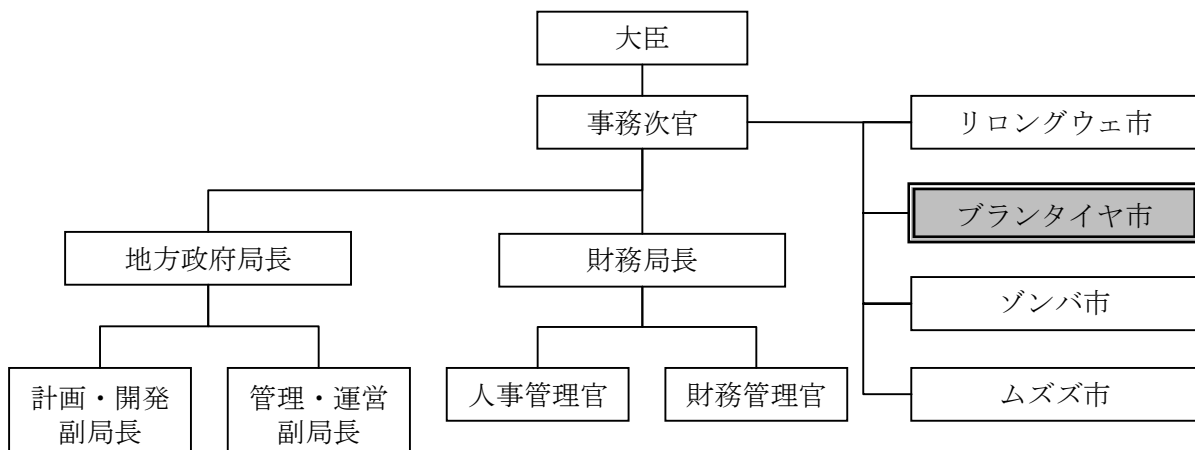 大臣
事務次官
リロングウェ市
ブランタイヤ市
地方政府局長
財務局長
ゾンバ市
計画・開発
副局長
管理・運営
副局長
人事管理官
財務管理官
ムズズ市